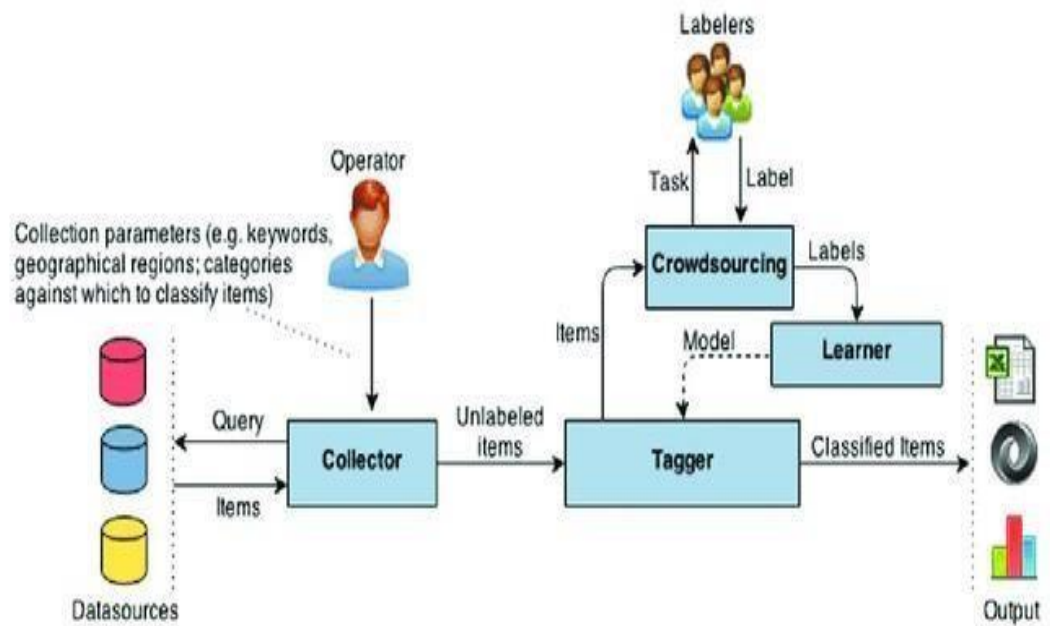 Labelers
Operator
Task
Label
Collection parameters (e.g. keywords,
geographical regions; categories
against which to classify items)
Crowdsourcing
Labels
Items
Model
Learner
Query
Unlabeled
items
Collector
Tagger
Classified Items
Items
Datasources
Output